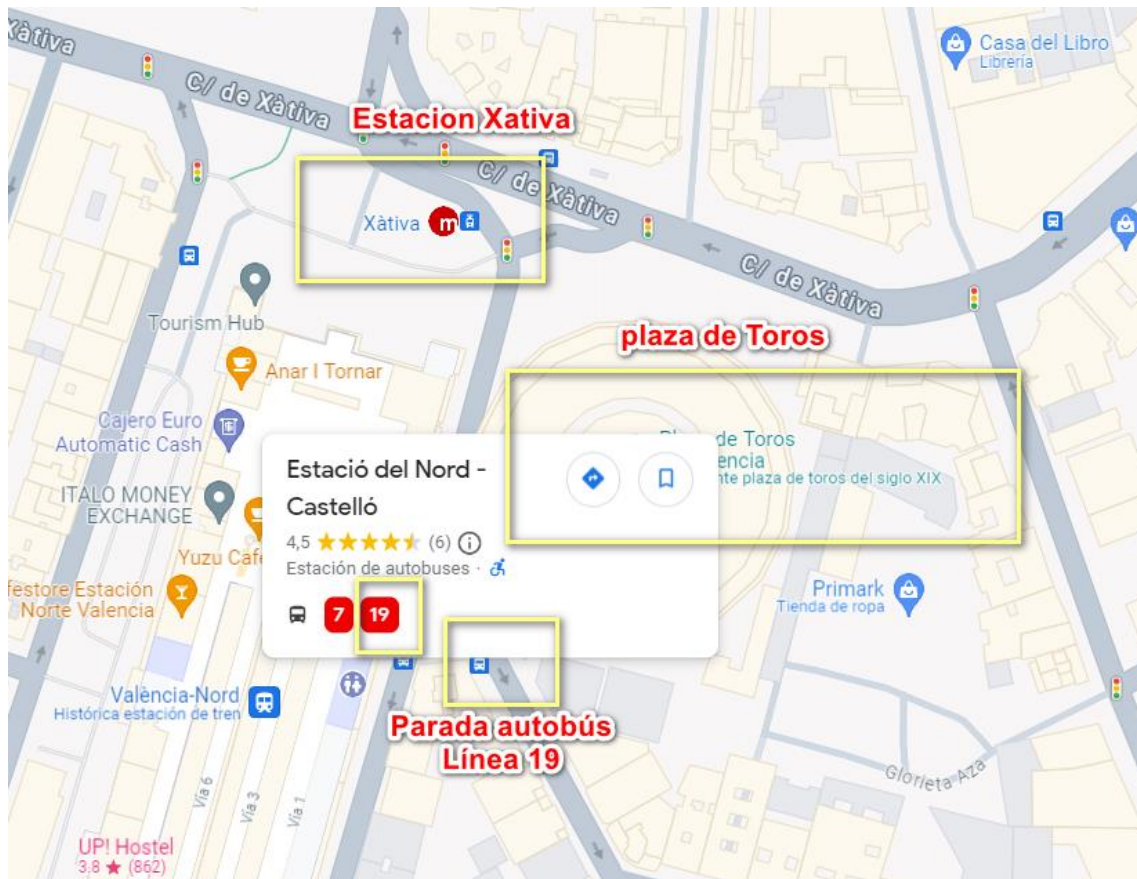 Xàtiva
C/ de Xàtiva
Estacion Xativa
C/ de Xàtiva
Casa del Libro
Librería
Xàtiva
m
C/ de Xàtiva
Tourism Hub
plaza de Toros
Anar I Tornar
Cajero Euro
Automatic Cash
de Toros
encia
nte plaza de toros del siglo XIX
Estació del Nord -
Castelló
ITALO MONEY
EXCHANGE
4,5 (6)
Estación de autobuses ·
Yuzu Cafe
7 19
festore Estación
Norte Valencia
Primark
Tienda de ropa
València-Nord
Histórica estación de tren
Parada autobús
Línea 19
Glorieta Aza
Vía 6
Vía 3
Vía 1
UP! Hostel
3,8 ★ (862)